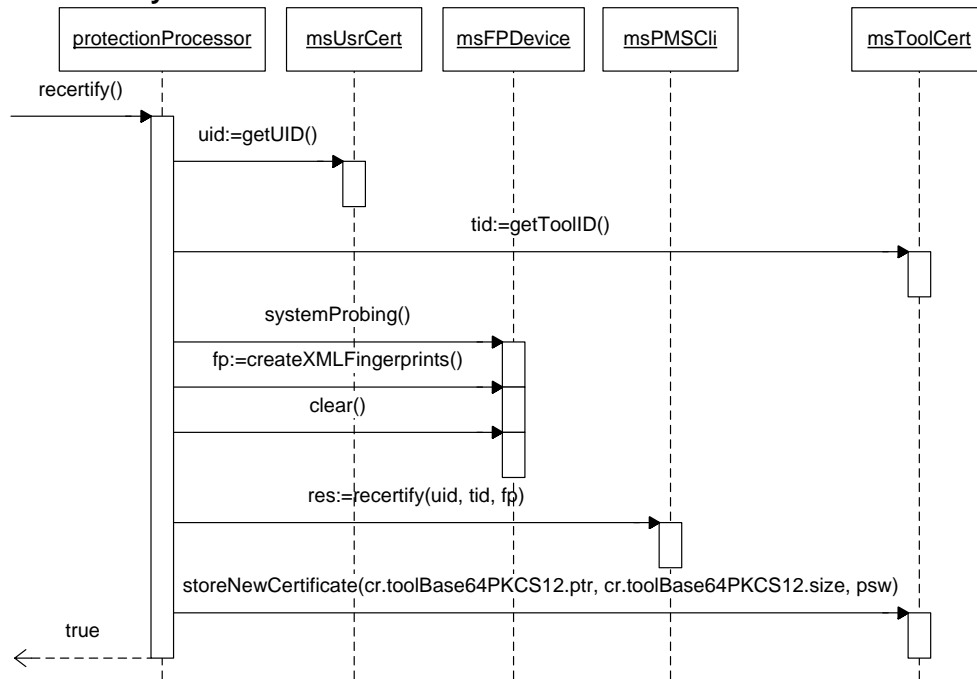 protectionProcessor
msUsrCert
msFPDevice
msPMSCli
msToolCert
recertify()
uid:=getUID()
tid:=getToolID()
systemProbing()
fp:=createXMLFingerprints()
clear()
res:=recertify(uid, tid, fp)
storeNewCertificate(cr.toolBase64PKCS12.ptr, cr.toolBase64PKCS12.size, psw)
true